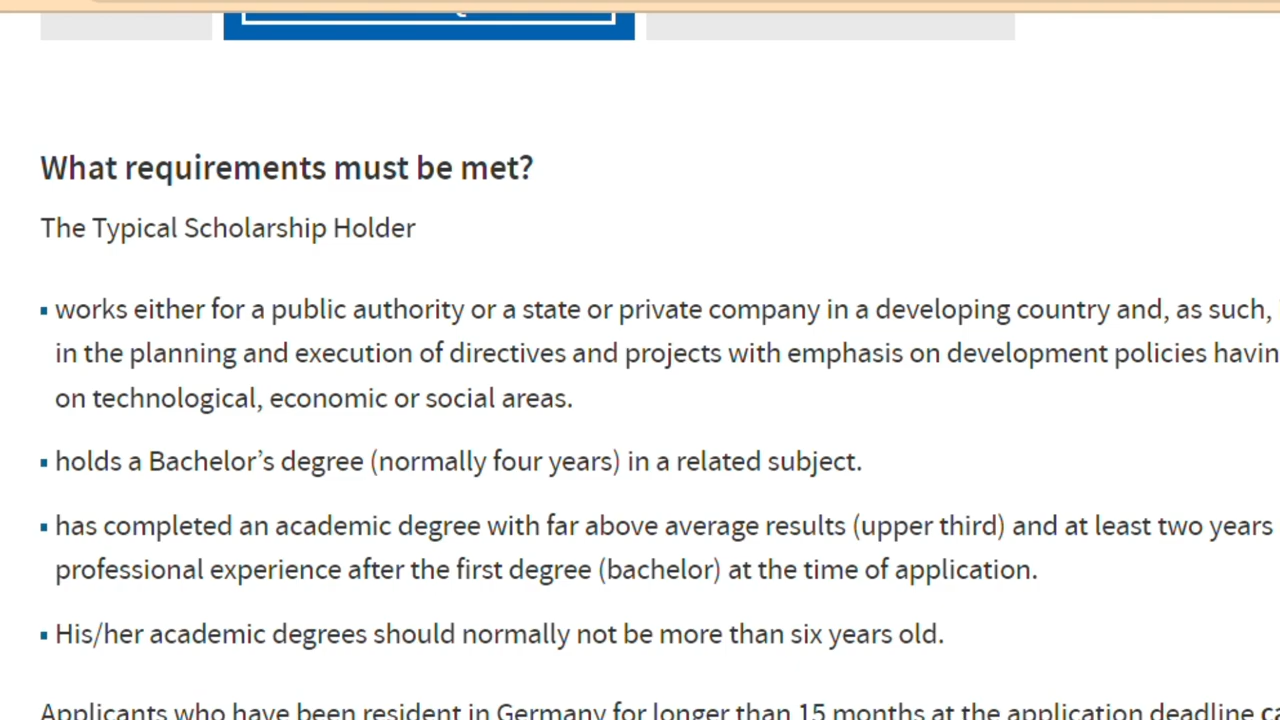 What requirements must be met?
The Typical Scholarship Holder
▪ works either for a public authority or a state or private company in a developing country and, as such,
in the planning and execution of directives and projects with emphasis on development policies
on technological, economic or social areas.
▪ holds a Bachelor’s degree (normally four years) in a related subject.
▪ has completed an academic degree with far above average results (upper third) and at least two years
professional experience after the first degree (bachelor) at the time of application.
▪ His/her academic degrees should normally not be more than six years old.
Applicants who have been resident in Germany for longer than 15 months at the application deadline